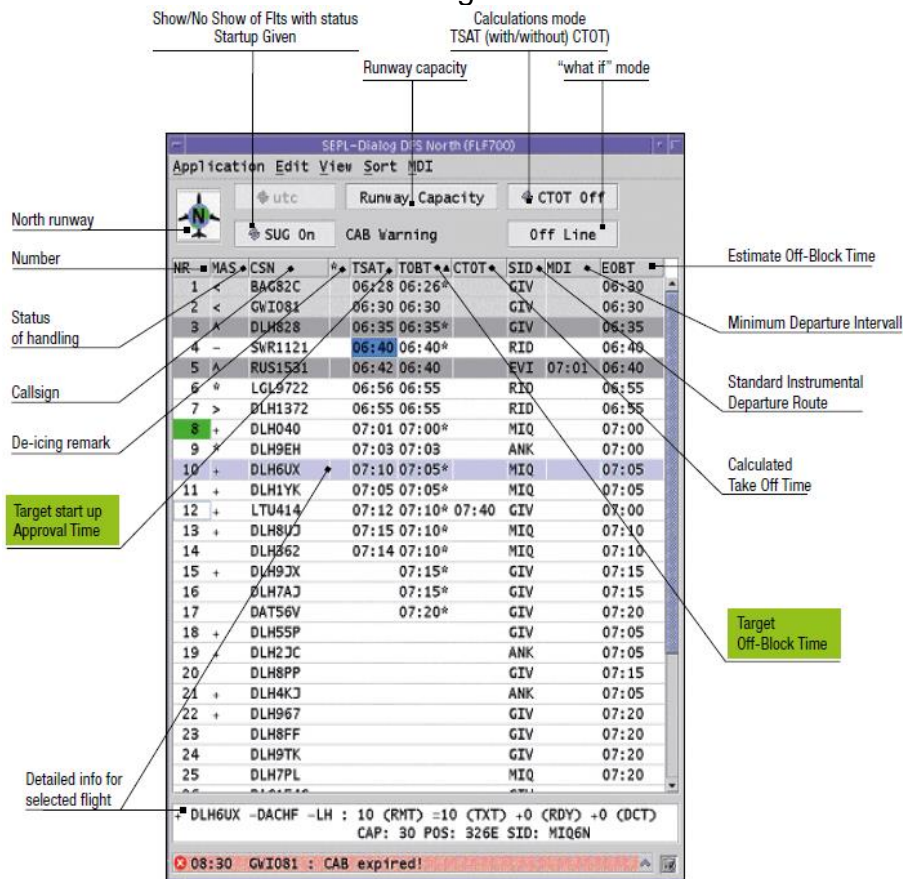 Show/No Show of Flts with status
Startup Given
Calculations mode
TSAT (with/without) CTOT)
Runway capacity
“what if” mode
SEPL-Dialog DFS North (FLF700)
Application Edit View Sort MDI
utc
Runway Capacity
CTOT Off
N
SUG On
CAB Warning
Off Line
North runway
Number
Status
of handling
Callsign
De-icing remark
Target start up
Approval Time
Detailed info for
selected flight
Estimate Off-Block Time
Minimum Departure Intervall
Standard Instrumental
Departure Route
Calculated
Take Off Time
Target
Off-Block Time
NR MAS CSN * TSAT TOBT CTOT SID MDI EOBT
1 < BAG82C 06:28 06:26* GIV 06:30
2 < GWI081 06:30 06:30 GIV 06:30
3 ^ DLH828 06:35 06:35* GIV 06:35
4 - SWR1121 06:40 06:40* RID 06:40
5 ^ RUS1531 06:42 06:40 EVI 07:01 06:40
6 * LGL9722 06:56 06:55 RID 06:55
7 > DLH1372 06:55 06:55 RID 06:55
8 + DLH040 07:01 07:00* MIQ 07:00
9 * DLH9EH 07:03 07:03 ANK 07:00
10 + DLH6UX 07:10 07:05* MIQ 07:05
11 + DLH1YK 07:05 07:05* MIQ 07:05
12 + LTU414 07:12 07:10* 07:40 GIV 07:00
13 + DLH8UJ 07:15 07:10* MIQ 07:10
14 DLH362 07:14 07:10* MIQ 07:10
15 + DLH9JX 07:15* GIV 07:15
16 DLH7AJ 07:15* GIV 07:15
17 DAT56V 07:20* GIV 07:20
18 + DLH55P GIV 07:05
19 + DLH2JC ANK 07:05
20 DLH8PP GIV 07:15
21 + DLH4KJ ANK 07:05
22 + DLH967 GIV 07:20
23 DLH8FF GIV 07:20
24 DLH9TK GIV 07:20
25 DLH7PL MIQ 07:20
+ DLH6UX -DACHF -LH : 10 (RMT) =10 (TXT) +0 (RDY) +0 (DCT)
CAP: 30 POS: 326E SID: MIQ6N
08:30 GWI081 : CAB expired!